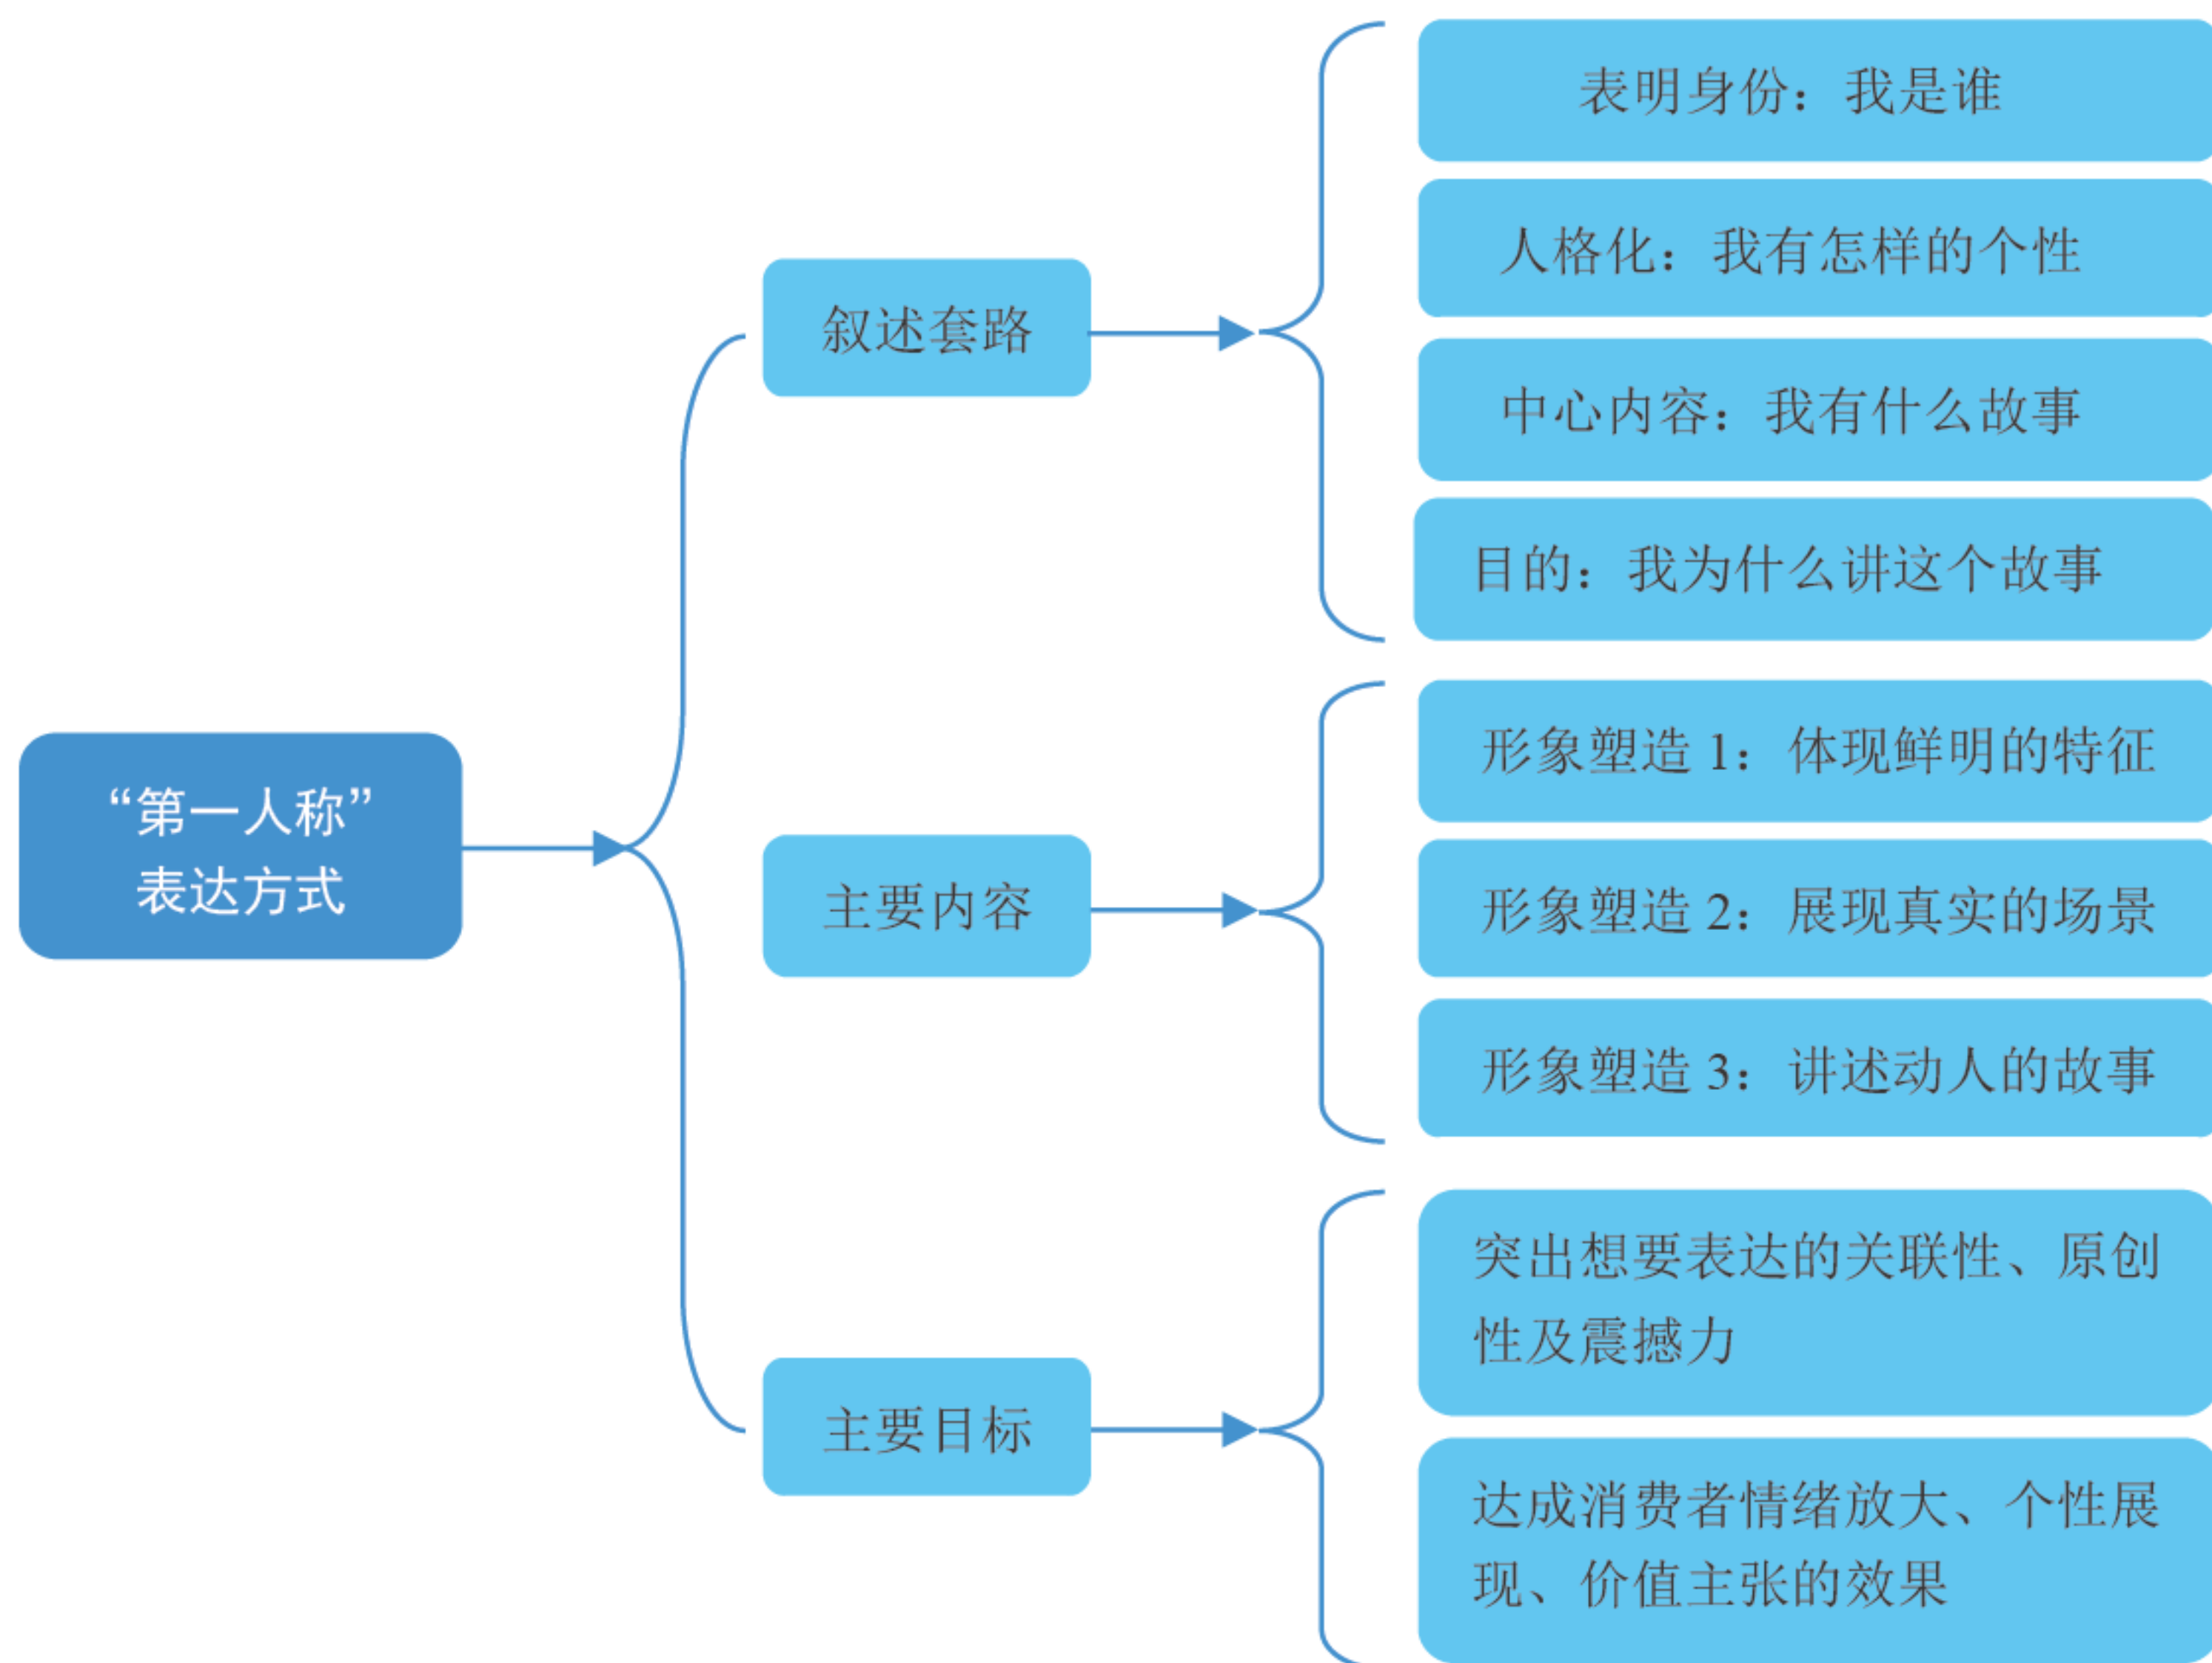 “第一人称”
表达方式
叙述套路
表明身份：我是谁
人格化：我有怎样的个性
中心内容：我有什么故事
目的：我为什么讲这个故事
主要内容
形象塑造 1：体现鲜明的特征
形象塑造 2：展现真实的场景
形象塑造 3：讲述动人的故事
主要目标
突出想要表达的关联性、原创
性及震撼力
达成消费者情绪放大、个性展
现、价值主张的效果